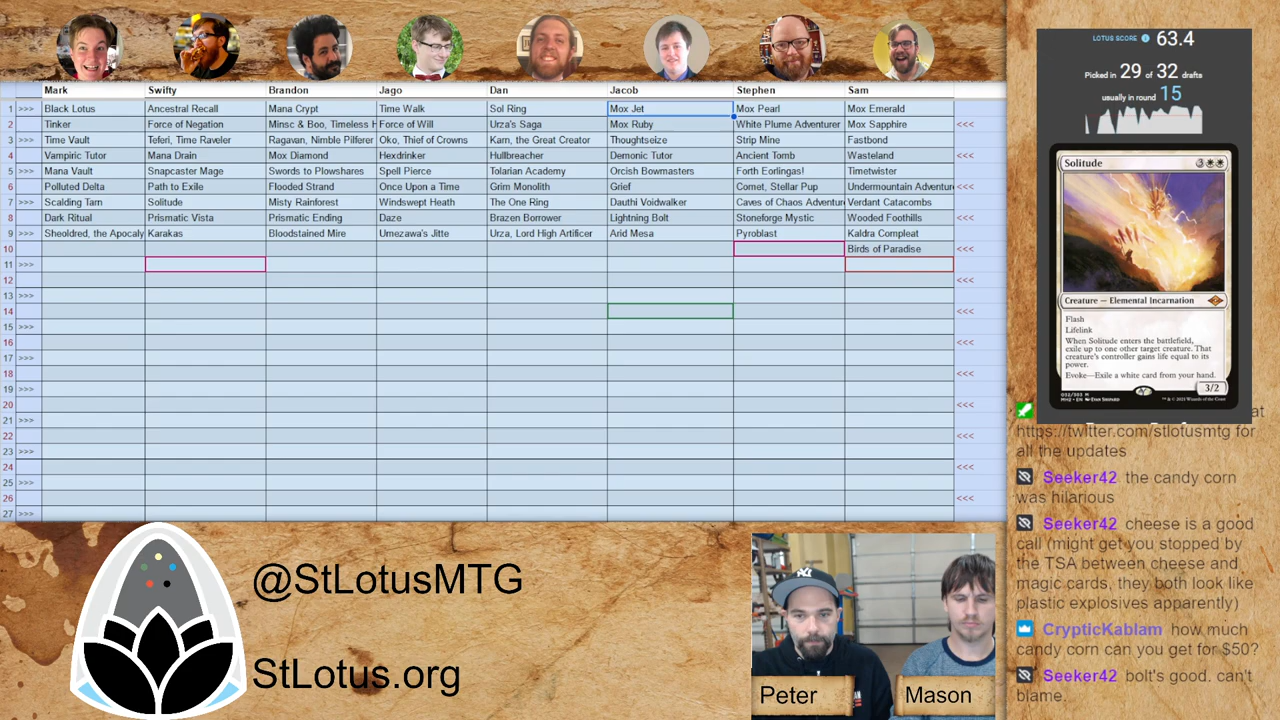 Mark Swifty Brandon Jago Dan Jacob Stephen Sam
1 >>> Black Lotus Ancestral Recall Mana Crypt Time Walk Sol Ring Mox Jet Mox Pearl Mox Emerald
2 Tinker Force of Negation Minsc & Boo, Timeless H Force of Will Urza's Saga Mox Ruby White Plume Adventurer Mox Sapphire <<<
3 >>> Time Vault Teferi, Time Raveler Ragavan, Nimble Pilferer Oko, Thief of Crowns Karn, the Great Creator Thoughtseize Strip Mine Fastbond
4 Vampiric Tutor Mana Drain Mox Diamond Hexdrinker Hullbreacher Demonic Tutor Ancient Tomb Wasteland <<<
5 >>> Mana Vault Snapcaster Mage Swords to Plowshares Spell Pierce Tolarian Academy Orcish Bowmasters Forth Eorlingas! Timetwister
6 Polluted Delta Path to Exile Flooded Strand Once Upon a Time Grim Monolith Grief Comet, Stellar Pup Undermountain Adventure <<<
7 >>> Scalding Tarn Solitude Misty Rainforest Windswept Heath The One Ring Dauthi Voidwalker Caves of Chaos Adventure Verdant Catacombs
8 Dark Ritual Prismatic Vista Prismatic Ending Daze Brazen Borrower Lightning Bolt Stoneforge Mystic Wooded Foothills <<<
9 >>> Sheoldred, the Apocaly Karakas Bloodstained Mire Umezawa's Jitte Urza, Lord High Artificer Arid Mesa Pyroblast Kaldra Compleat
10 Birds of Paradise <<<
11 >>>
12 <<<
13 >>>
14 <<<
15 >>>
16 <<<
17 >>>
18 <<<
19 >>>
20 <<<
21 >>>
22 <<<
23 >>>
24 <<<
25 >>>
26 <<<
27 >>>
LOTUS SCORE 63.4
Picked in 29 of 32 drafts
usually in round 15
Solitude 3
Creature — Elemental Incarnation
Flash
Lifelink
When Solitude enters the battlefield,
exile up to one other target creature. That
creature's controller gains life equal to its
power.
Evoke—Exile a white card from your hand.
3/2
at
https://twitter.com/stlotusmtg for
all the updates
Seeker42 the candy corn
was hilarious
Seeker42 cheese is a good
call (might get you stopped by
the TSA between cheese and
magic cards, they both look like
plastic explosives apparently)
CrypticKablam how much
candy corn can you get for $50?
Seeker42 bolt's good. can't
blame.
@StLotusMTG
StLotus.org
Peter Mason